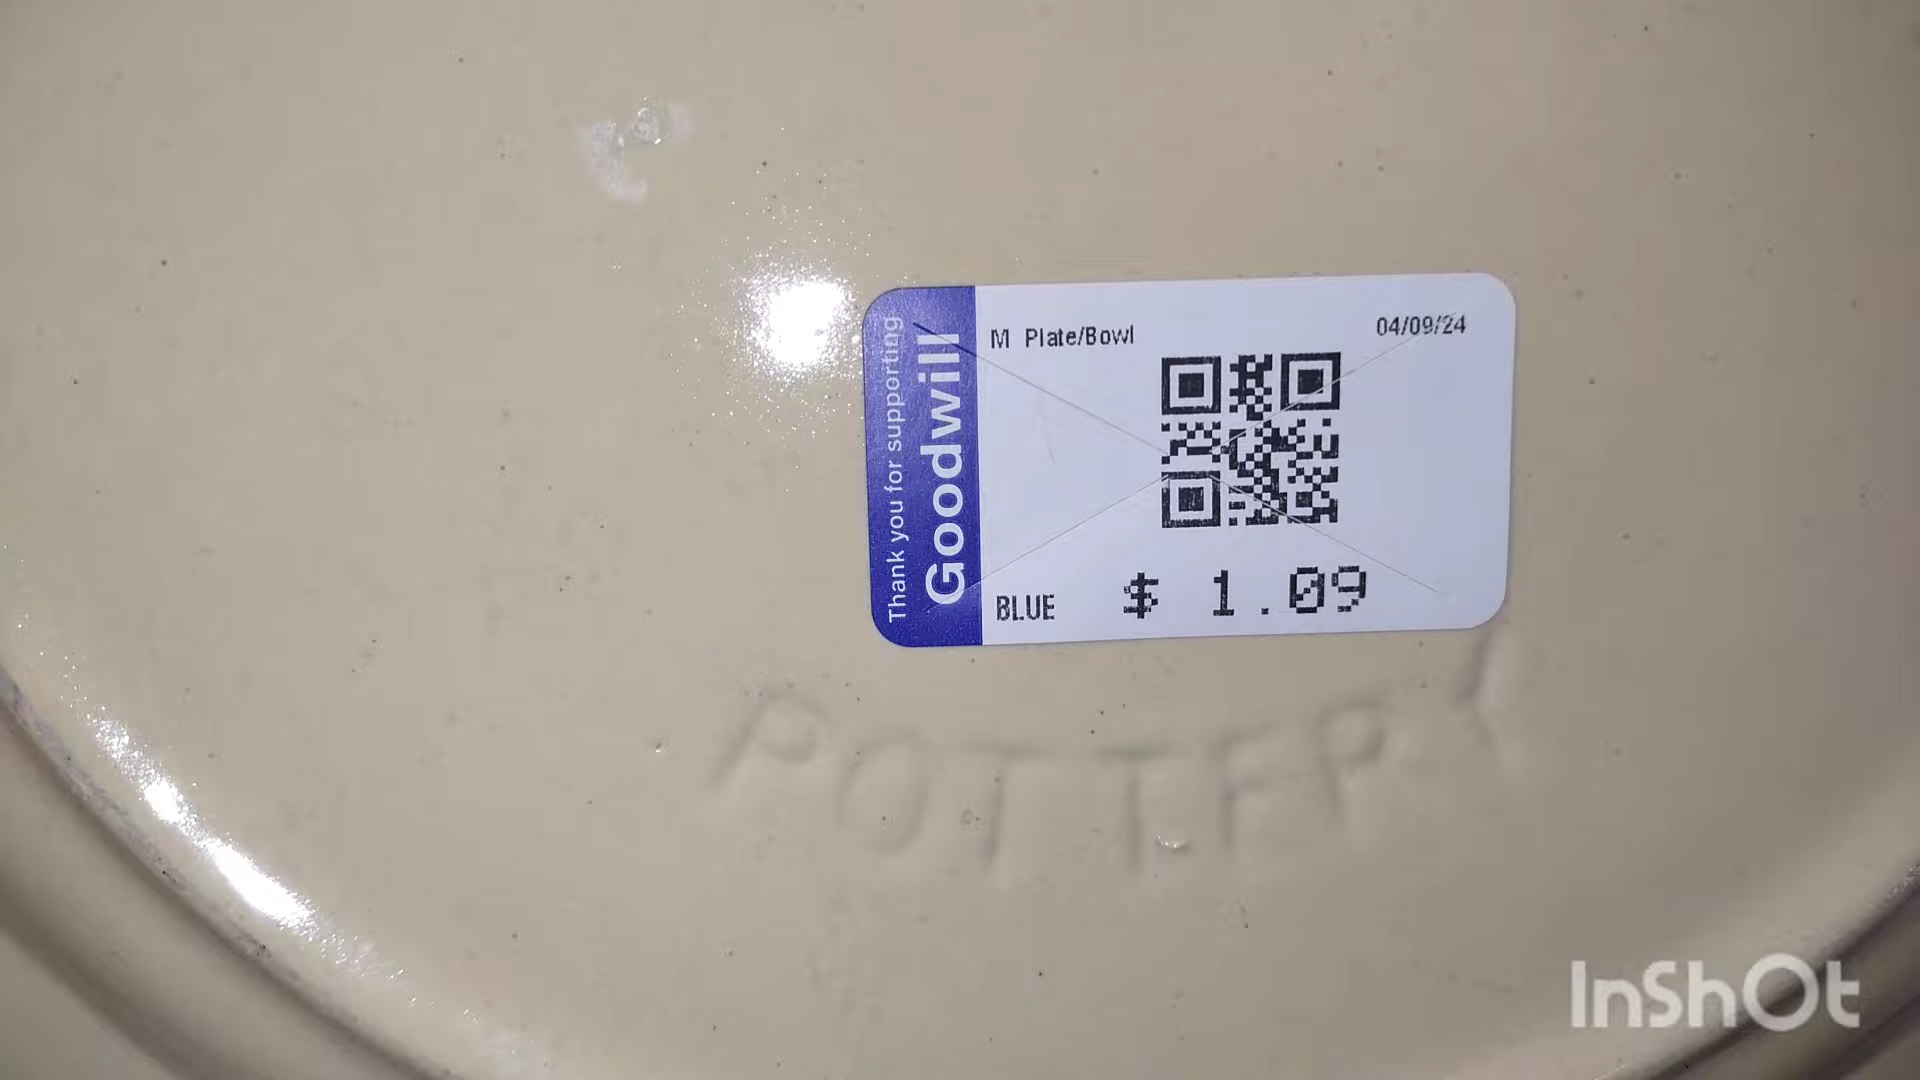 Thank you for supporting
Goodwill
M Plate/Bowl
04/09/24
BLUE
$ 1.09
POTTERY
InShOt